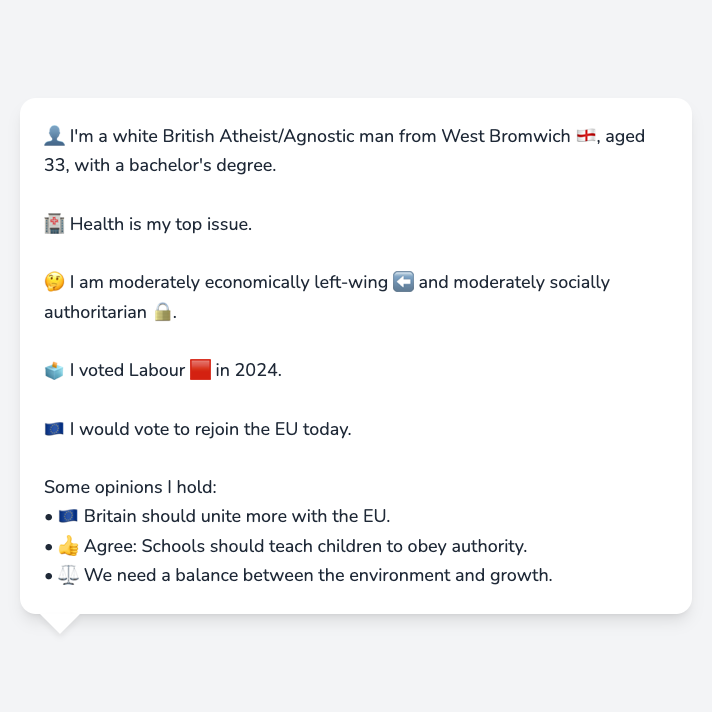 👤 I'm a white British Atheist/Agnostic man from West Bromwich 🏴󠁧󠁢󠁥󠁮󠁧󠁿, aged
33, with a bachelor's degree.
🏥 Health is my top issue.
🤔 I am moderately economically left-wing ⬅️ and moderately socially
authoritarian 🔒.
🗳️ I voted Labour 🟥 in 2024.
🇪🇺 I would vote to rejoin the EU today.
Some opinions I hold:
• 🇪🇺 Britain should unite more with the EU.
• 👍 Agree: Schools should teach children to obey authority.
• ⚖️ We need a balance between the environment and growth.